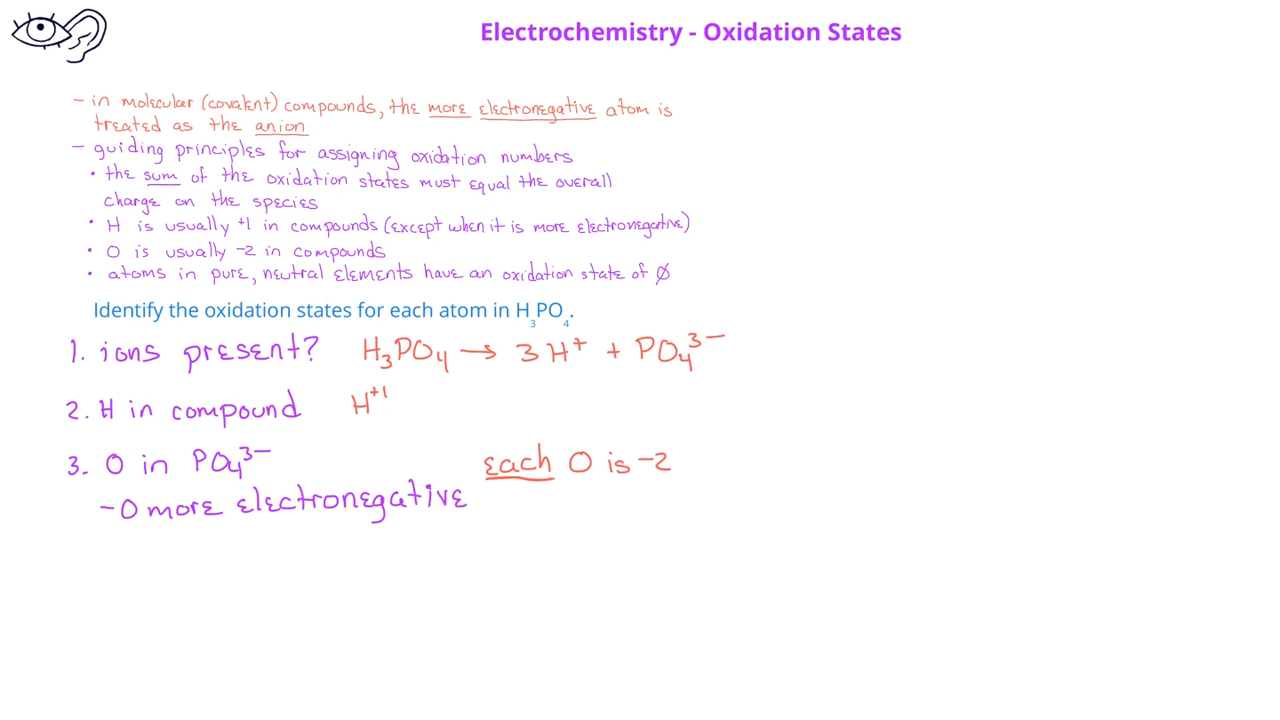 Electrochemistry - Oxidation States
- in molecular (covalent) compounds, the more electronegative atom is
treated as the anion
- guiding principles for assigning oxidation numbers
• the sum of the oxidation states must equal the overall
charge on the species
• H is usually +1 in compounds (except when it is more electronegative)
• O is usually -2 in compounds
• atoms in pure, neutral elements have an oxidation state of ∅
Identify the oxidation states for each atom in H₃PO₄.
1. ions present? H₃PO₄ → 3 H⁺ + PO₄³⁻
2. H in compound H⁺¹
3. O in PO₄³⁻ each O is -2
- O more electronegative